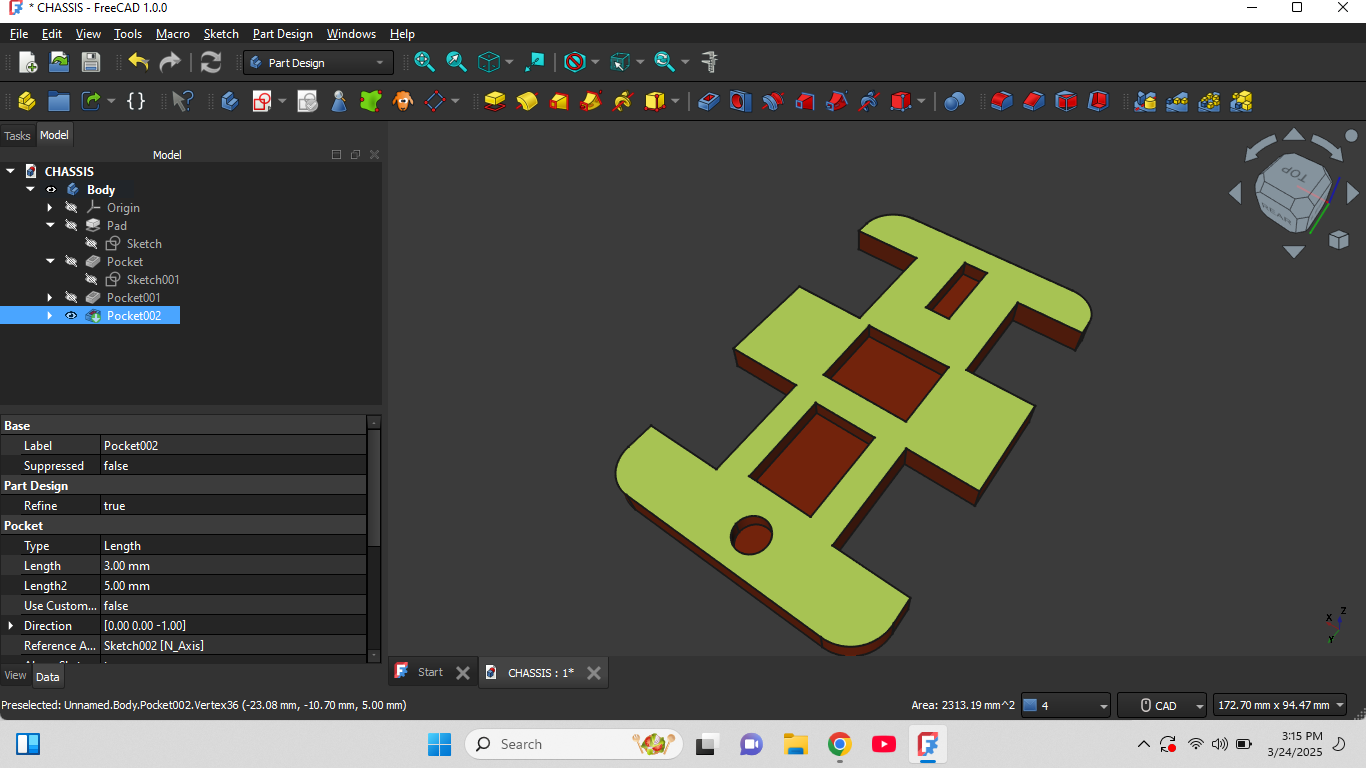 * CHASSIS - FreeCAD 1.0.0
File Edit View Tools Macro Sketch Part Design Windows Help
Part Design
Tasks Model
Model
CHASSIS
Body
Origin
Pad
Sketch
Pocket
Sketch001
Pocket001
Pocket002
TOP
REAR
Base
Label Pocket002
Suppressed false
Part Design
Refine true
Pocket
Type Length
Length 3.00 mm
Length2 5.00 mm
Use Custom... false
Direction [0.00 0.00 -1.00]
Reference A... Sketch002 [N_Axis]
X Z
Y
View Data
Start CHASSIS : 1*
Preselected: Unnamed.Body.Pocket002.Vertex36 (-23.08 mm, -10.70 mm, 5.00 mm) Area: 2313.19 mm^2 4 CAD 172.70 mm x 94.47 mm
Search
3:15 PM
3/24/2025